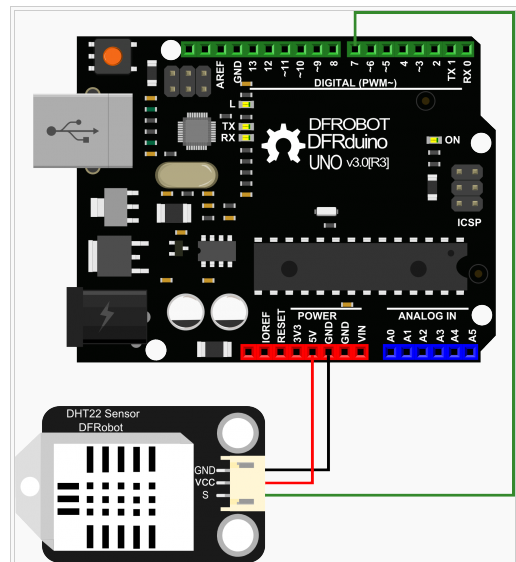 AREF
GND
13
12
~11
~10
~9
8
7
~6
~5
4
~3
2
TX 1
RX 0
DIGITAL (PWM~)
L
TX
RX
DFROBOT
DFRduino
UNO v3.0[R3]
ON
ICSP
POWER
ANALOG IN
IOREF
RESET
3V3
5V
GND
GND
VIN
A0
A1
A2
A3
A4
A5
DHT22 Sensor
DFRobot
GND
VCC
S